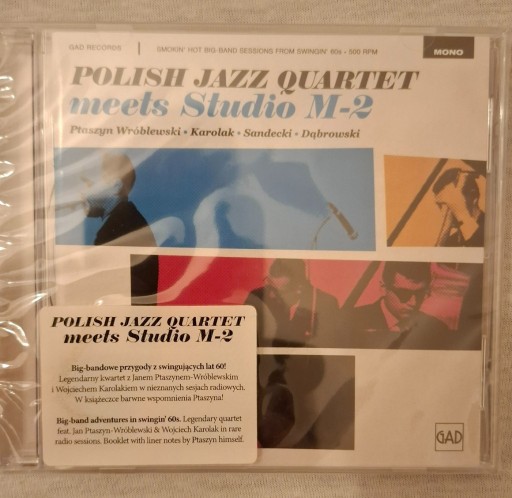 GAD RECORDS | SMOKIN' HOT BIG-BAND SESSIONS FROM SWINGIN' 60s • 500 RPM
MONO
POLISH JAZZ QUARTET
meets Studio M-2
Ptaszyn Wróblewski • Karolak • Sandecki • Dąbrowski
POLISH JAZZ QUARTET
meets Studio M-2
Big-bandowe przygody z swingujących lat 60!
Legendarny kwartet z Janem Ptaszynem-Wróblewskim
i Wojciechem Karolakiem w nieznanych sesjach radiowych.
W książeczce barwne wspomnienia Ptaszyna!
Big-band adventures in swingin' 60s. Legendary quartet
feat. Jan Ptaszyn-Wróblewski & Wojciech Karolak in rare
radio sessions. Booklet with liner notes by Ptaszyn himself.
GAD